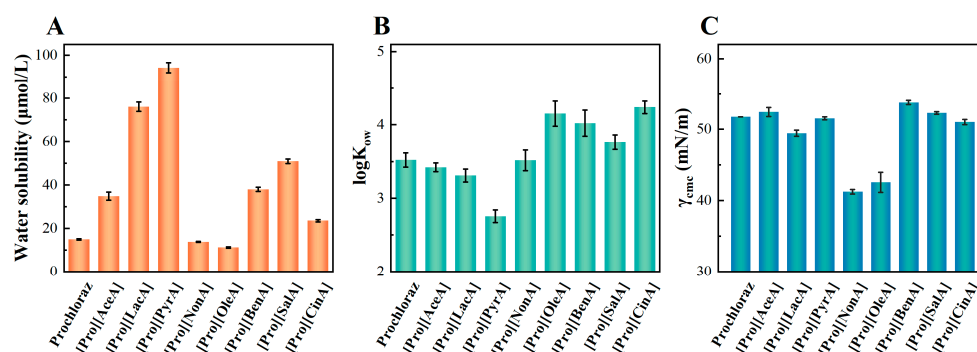 A
Water solubility (μmol/L)
100
80
60
40
20
0
Prochloraz
[Pro][AceA]
[Pro][LacA]
[Pro][PyrA]
[Pro][NonA]
[Pro][OleA]
[Pro][BenA]
[Pro][SalA]
[Pro][CinA]
B
logKow
5
4
3
2
Prochloraz
[Pro][AceA]
[Pro][LacA]
[Pro][PyrA]
[Pro][NonA]
[Pro][OleA]
[Pro][BenA]
[Pro][SalA]
[Pro][CinA]
C
γcmc (mN/m)
60
50
40
30
Prochloraz
[Pro][AceA]
[Pro][LacA]
[Pro][PyrA]
[Pro][NonA]
[Pro][OleA]
[Pro][BenA]
[Pro][SalA]
[Pro][CinA]